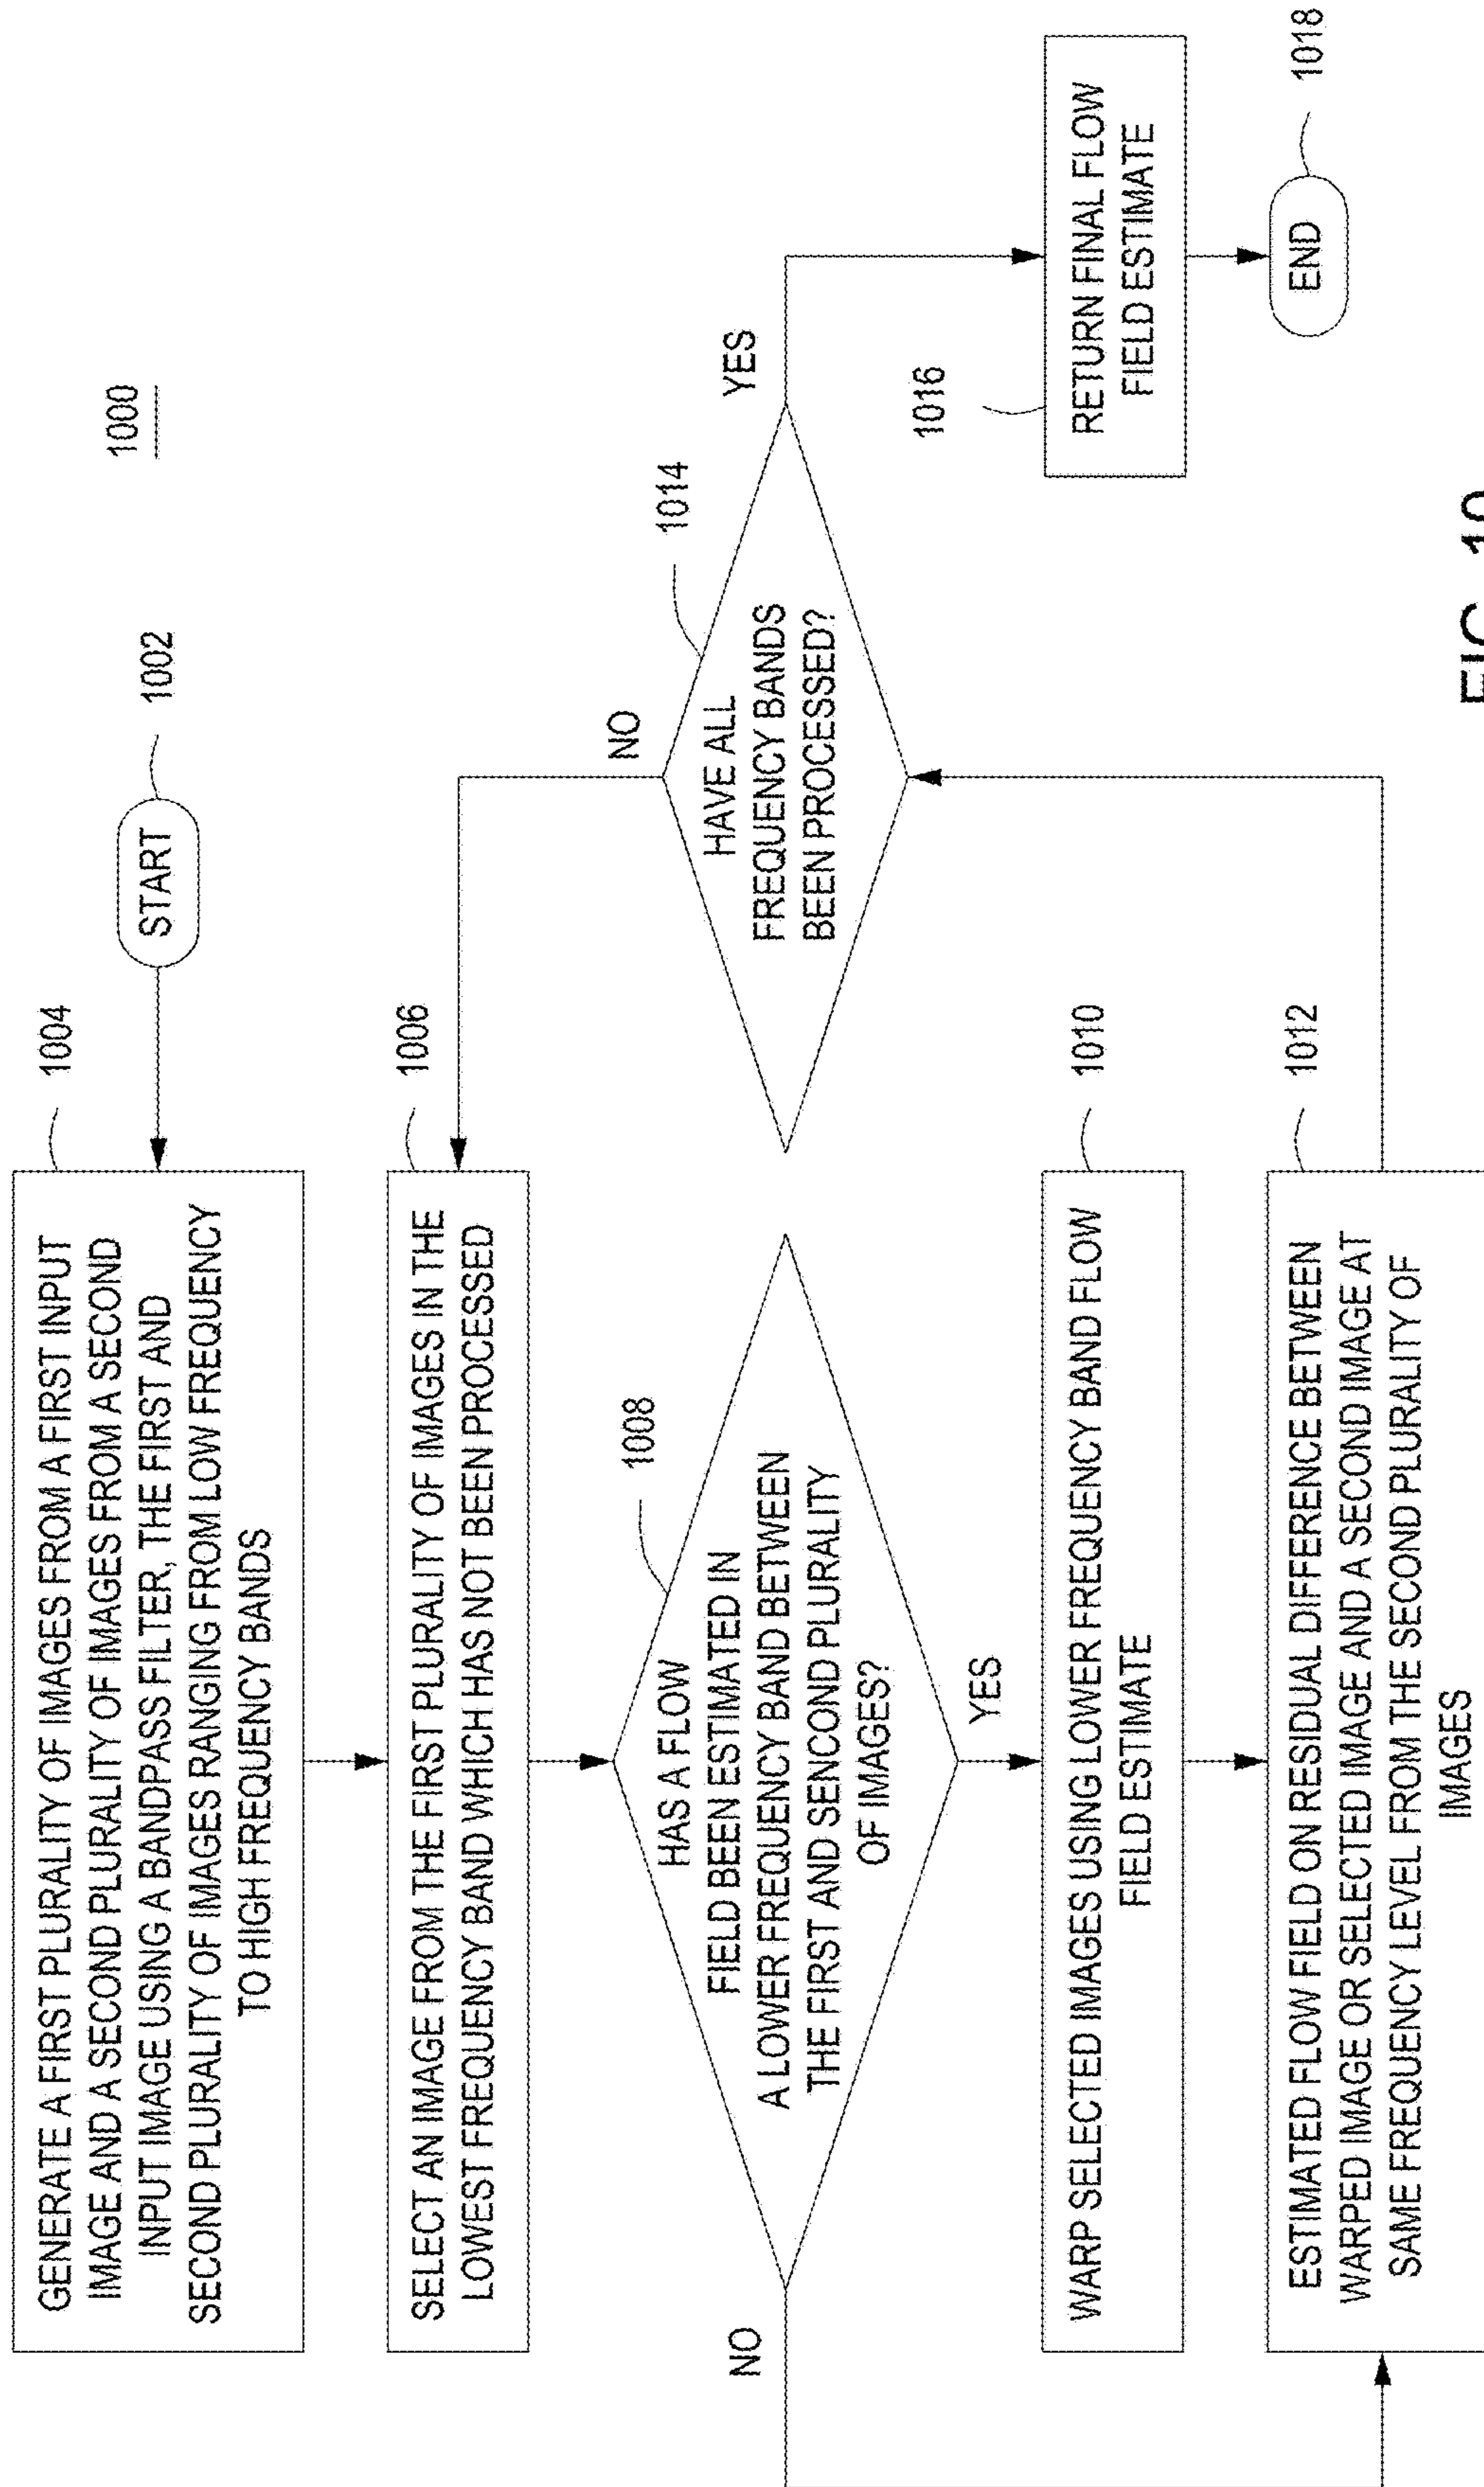 1000
START
1002
1004
GENERATE A FIRST PLURALITY OF IMAGES FROM A FIRST INPUT
IMAGE AND A SECOND PLURALITY OF IMAGES FROM A SECOND
INPUT IMAGE USING A BANDPASS FILTER, THE FIRST AND
SECOND PLURALITY OF IMAGES RANGING FROM LOW FREQUENCY
TO HIGH FREQUENCY BANDS
1006
SELECT AN IMAGE FROM THE FIRST PLURALITY OF IMAGES IN THE
LOWEST FREQUENCY BAND WHICH HAS NOT BEEN PROCESSED
1008
HAS A FLOW
FIELD BEEN ESTIMATED IN
A LOWER FREQUENCY BAND BETWEEN
THE FIRST AND SENCOND PLURALITY
OF IMAGES?
NO
YES
1010
WARP SELECTED IMAGES USING LOWER FREQUENCY BAND FLOW
FIELD ESTIMATE
1012
ESTIMATED FLOW FIELD ON RESIDUAL DIFFERENCE BETWEEN
WARPED IMAGE OR SELECTED IMAGE AND A SECOND IMAGE AT
SAME FREQUENCY LEVEL FROM THE SECOND PLURALITY OF
IMAGES
1014
HAVE ALL
FREQUENCY BANDS
BEEN PROCESSED?
NO
YES
1016
RETURN FINAL FLOW
FIELD ESTIMATE
END
1018
FIG. 10